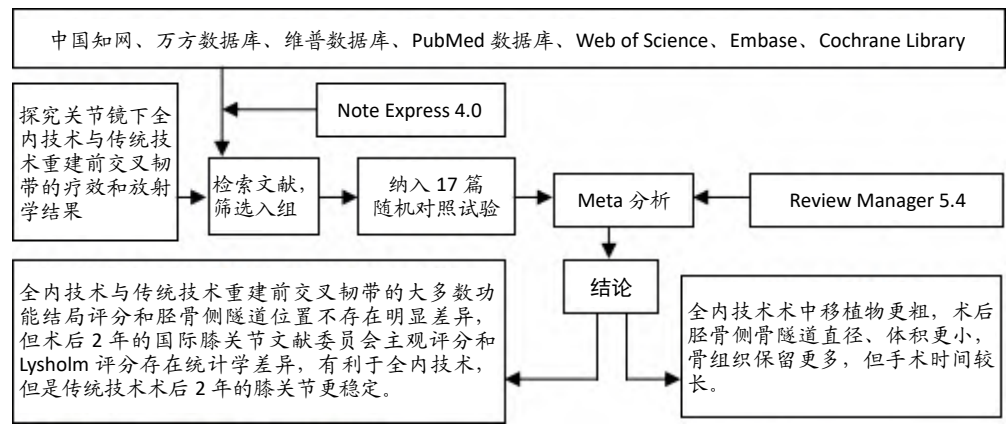 中国知网、万方数据库、维普数据库、PubMed 数据库、Web of Science、Embase、Cochrane Library
探究关节镜下全
内技术与传统技
术重建前交叉韧
带的疗效和放射
学结果
Note Express 4.0
检索文献，
筛选入组
纳入 17 篇
随机对照试验
Meta 分析
Review Manager 5.4
结论
全内技术与传统技术重建前交叉韧带的大多数功
能结局评分和胫骨侧隧道位置不存在明显差异，
但术后 2 年的国际膝关节文献委员会主观评分和
Lysholm 评分存在统计学差异，有利于全内技术，
但是传统技术术后 2 年的膝关节更稳定。
全内技术术中移植物更粗，术后
胫骨侧骨隧道直径、体积更小，
骨组织保留更多，但手术时间较
长。